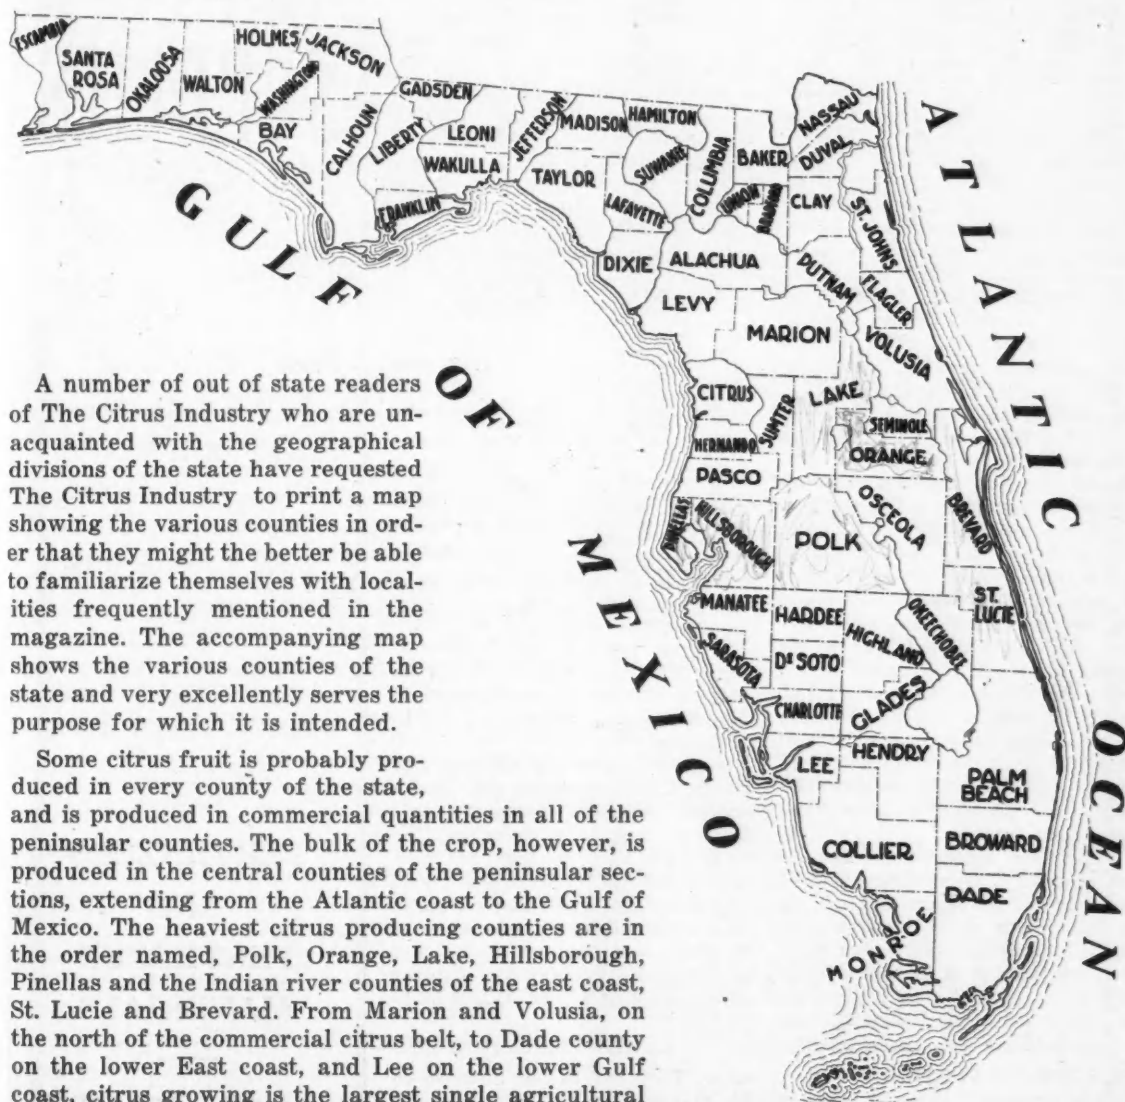 ESCAMBIA
SANTA
ROSA
OKALOOSA
WALTON
HOLMES
JACKSON
WASHINGTON
BAY
CALHOUN
LIBERTY
GADSDEN
LEONI
WAKULLA
FRANKLIN
JEFFERSON
MADISON
HAMILTON
TAYLOR
SUWANEE
LAFAYETTE
COLUMBIA
BAKER
UNION
NASSAU
DUVAL
CLAY
ST. JOHNS
DIXIE
ALACHUA
DUTNAM
FLAGLER
LEVY
MARION
VOLUSIA
CITRUS
SUMTER
LAKE
SEMINOLE
ORANGE
HERNANDO
PASCO
PINELLAS
HILLSBOROUGH
POLK
OSCEOLA
BREVARD
MANATEE
HARDEE
HIGHLAND
OKEECHOBEE
ST.
LUCIE
SARASOTA
DE SOTO
CHARLOTTE
GLADES
LEE
HENDRY
PALM
BEACH
COLLIER
BROWARD
DADE
MONROE
GULF OF MEXICO
ATLANTIC OCEAN
A number of out of state readers
of The Citrus Industry who are un-
acquainted with the geographical
divisions of the state have requested
The Citrus Industry to print a map
showing the various counties in ord-
er that they might the better be able
to familiarize themselves with local-
ities frequently mentioned in the
magazine. The accompanying map
shows the various counties of the
state and very excellently serves the
purpose for which it is intended.
Some citrus fruit is probably pro-
duced in every county of the state,
and is produced in commercial quantities in all of the
peninsular counties. The bulk of the crop, however, is
produced in the central counties of the peninsular sec-
tions, extending from the Atlantic coast to the Gulf of
Mexico. The heaviest citrus producing counties are in
the order named, Polk, Orange, Lake, Hillsborough,
Pinellas and the Indian river counties of the east coast,
St. Lucie and Brevard. From Marion and Volusia, on
the north of the commercial citrus belt, to Dade county
on the lower East coast, and Lee on the lower Gulf
coast, citrus growing is the largest single agricultural